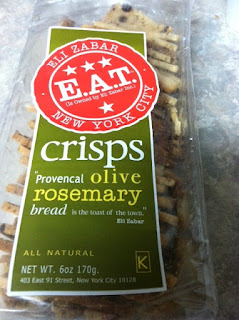 ELI ZABAR
E.A.T.
(Is Owned by Eli Zabar Inc.)
NEW YORK CITY
crisps
"Provencal olive
rosemary
bread is the toast of the town."
Eli Zabar
ALL NATURAL
NET WT. 6oz 170g.
K
403 East 91 Street, New York City 10128